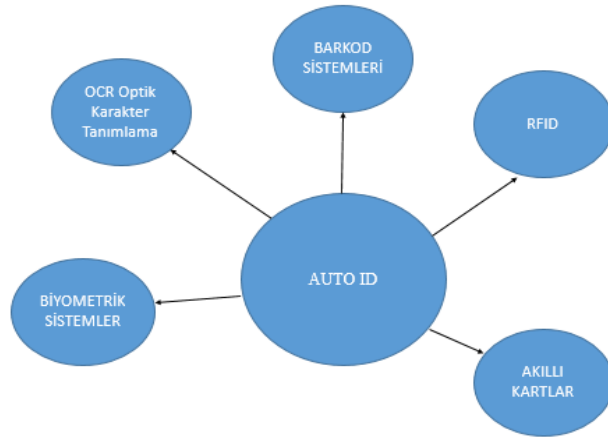 BARKOD
SİSTEMLERİ
OCR Optik
Karakter
Tanımlama
RFID
AUTO ID
BİYOMETRİK
SİSTEMLER
AKILLI
KARTLAR